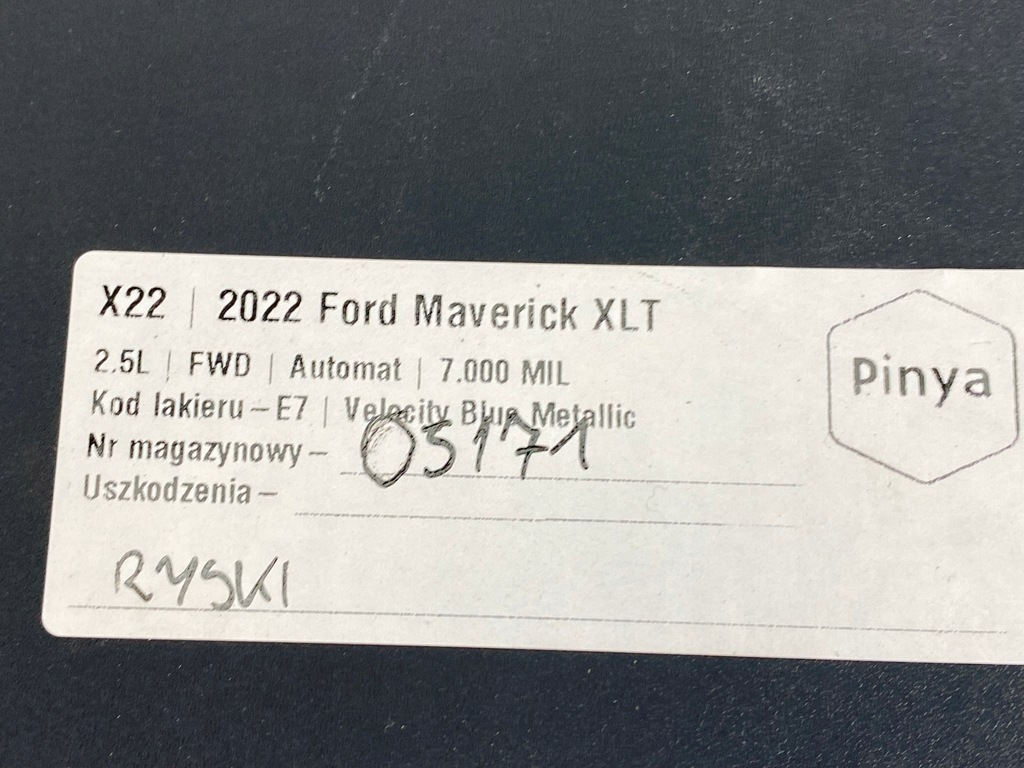 X22 | 2022 Ford Maverick XLT
Pinya
2.5L | FWD | Automat | 7.000 MIL
Kod lakieru – E7 | Velocity Blue Metallic
Nr magazynowy – 05171
Uszkodzenia –
RYSKI